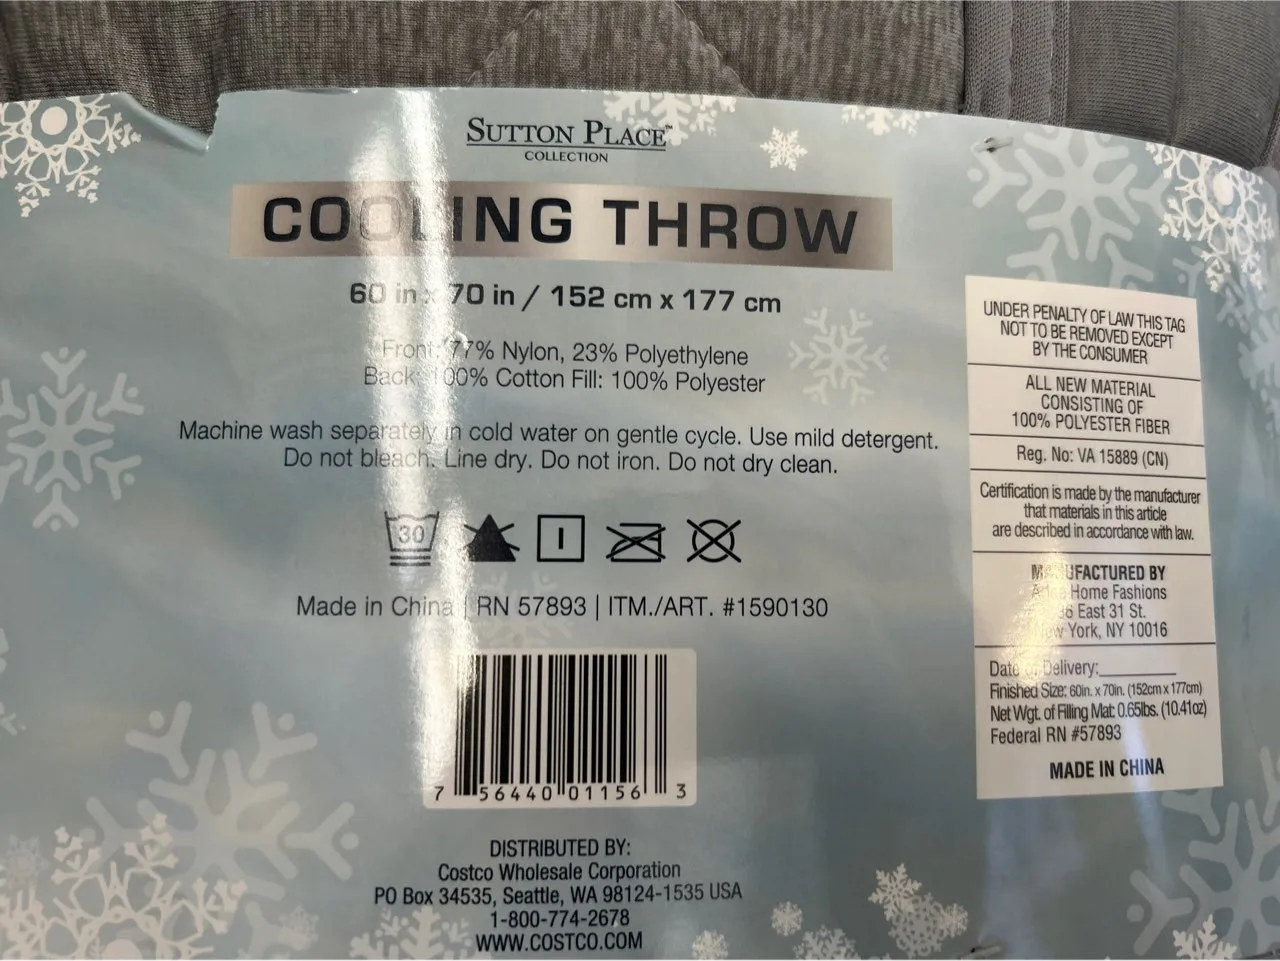 SUTTON PLACE™
COLLECTION
COOLING THROW
60 in x 70 in / 152 cm x 177 cm
Front: 77% Nylon, 23% Polyethylene
Back: 100% Cotton Fill: 100% Polyester
Machine wash separately in cold water on gentle cycle. Use mild detergent.
Do not bleach. Line dry. Do not iron. Do not dry clean.
30
Made in China | RN 57893 | ITM./ART. #1590130
7 56440 01156 3
DISTRIBUTED BY:
Costco Wholesale Corporation
PO Box 34535, Seattle, WA 98124-1535 USA
1-800-774-2678
WWW.COSTCO.COM
UNDER PENALTY OF LAW THIS TAG
NOT TO BE REMOVED EXCEPT
BY THE CONSUMER
ALL NEW MATERIAL
CONSISTING OF
100% POLYESTER FIBER
Reg. No: VA 15889 (CN)
Certification is made by the manufacturer
that materials in this article
are described in accordance with law.
MANUFACTURED BY
Home Fashions
East 31 St.
New York, NY 10016
Date of Delivery:
Finished Size: 60in. x 70in. (152cm x 177cm)
Net Wgt. of Filling Mat: 0.65lbs. (10.41oz)
Federal RN #57893
MADE IN CHINA